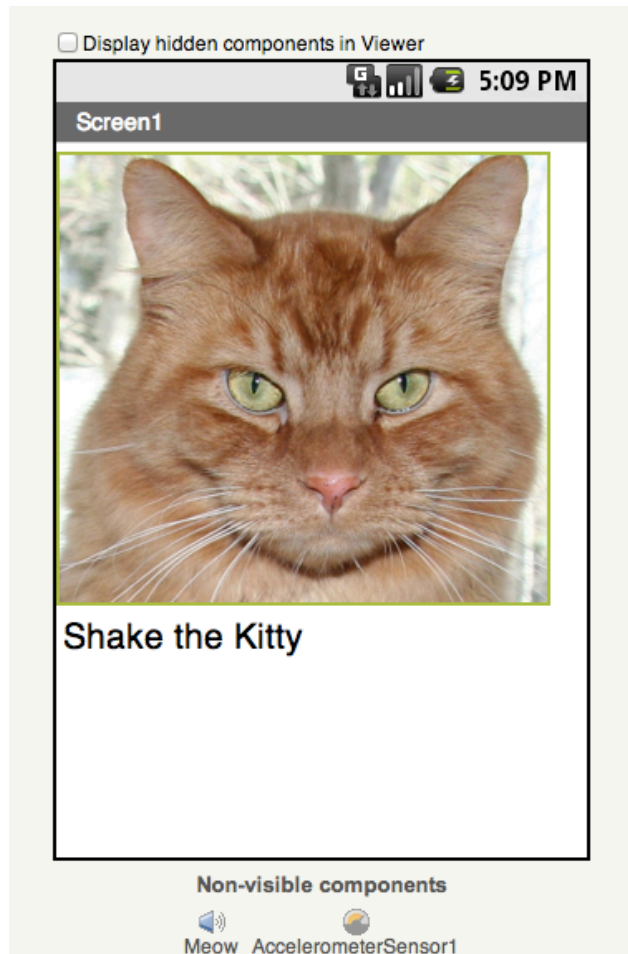 Display hidden components in Viewer
G 5:09 PM
Screen1
Shake the Kitty
Non-visible components
Meow AccelerometerSensor1